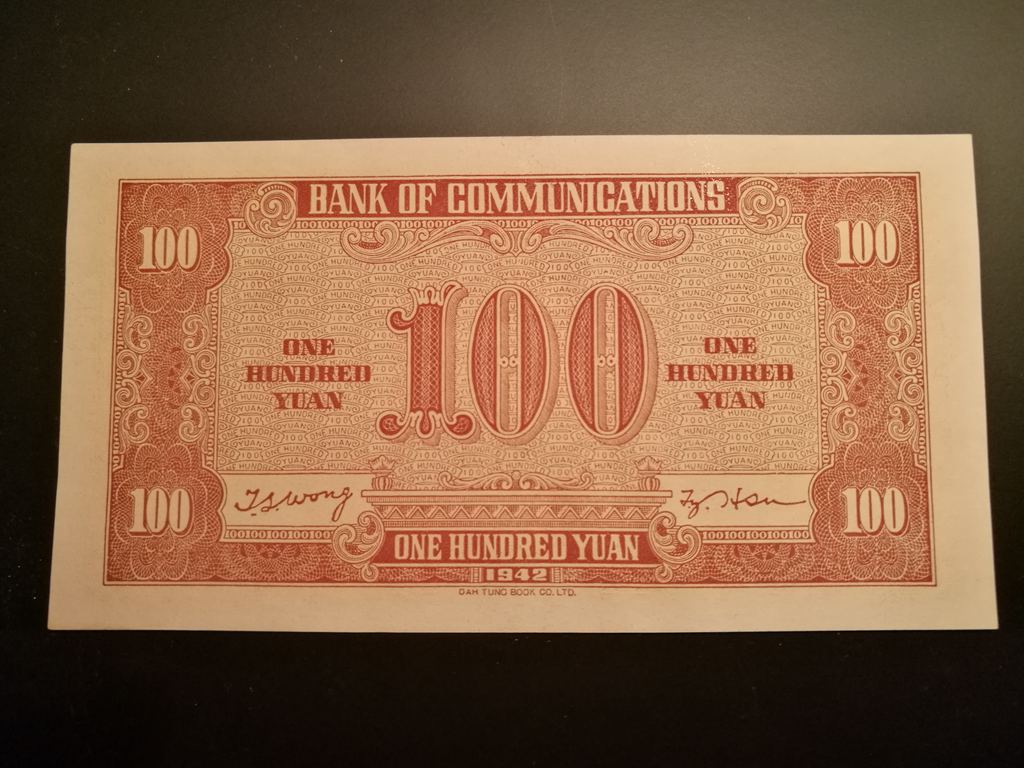 BANK OF COMMUNICATIONS
100
100
100
ONE
HUNDRED
YUAN
ONE
HUNDRED
YUAN
100
100
T.S. Wong
ONE HUNDRED YUAN
1942
DAH TUNG BOOK CO. LTD.